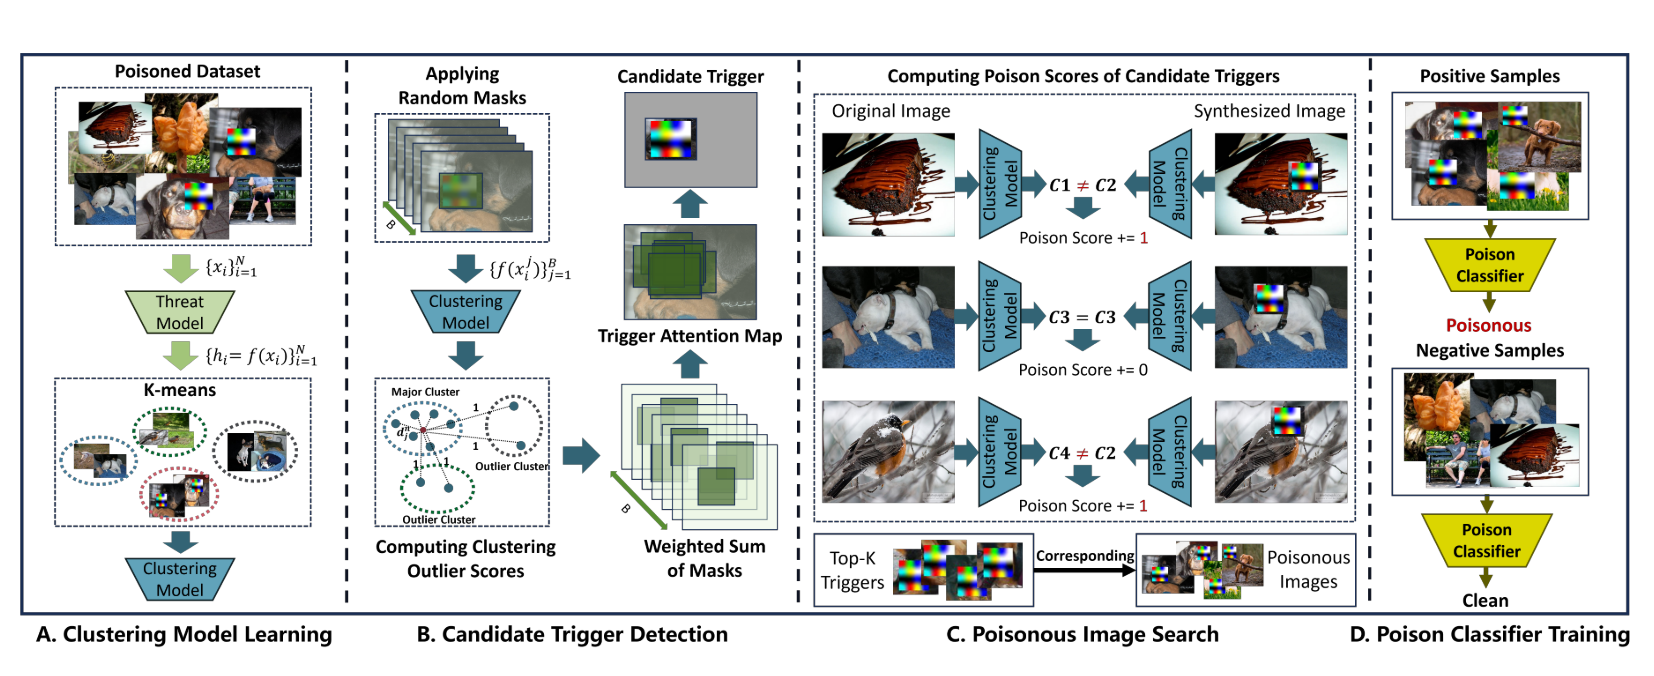 Poisoned Dataset
{x_i}_{i=1}^N
Threat
Model
{h_i= f(x_i)}_{i=1}^N
K-means
Clustering
Model
A. Clustering Model Learning
Applying
Random Masks
B
{f(x_i^j)}_{j=1}^B
Clustering
Model
Major Cluster
1
d_j^n
1
Outlier Cluster
1
1
Outlier Cluster
Computing Clustering
Outlier Scores
Candidate Trigger
Trigger Attention Map
B
Weighted Sum
of Masks
B. Candidate Trigger Detection
Computing Poison Scores of Candidate Triggers
Original Image
Synthesized Image
Clustering
Model
C1 ≠ C2
Clustering
Model
Poison Score += 1
Clustering
Model
C3 = C3
Clustering
Model
Poison Score += 0
Clustering
Model
C4 ≠ C2
Clustering
Model
Poison Score += 1
Top-K
Triggers
Corresponding
Poisonous
Images
C. Poisonous Image Search
Positive Samples
Poison
Classifier
Poisonous
Negative Samples
Poison
Classifier
Clean
D. Poison Classifier Training